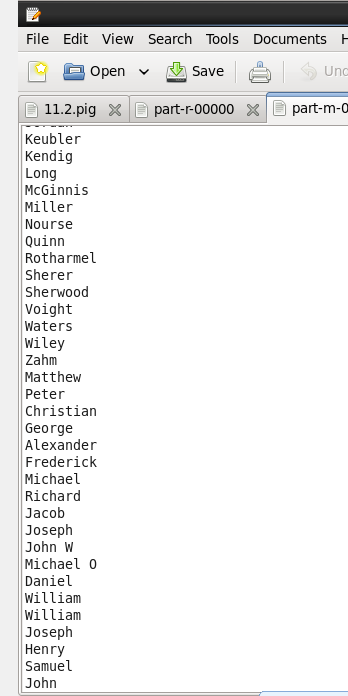 File Edit View Search Tools Documents H
Open Save Und
11.2.pig part-r-00000 part-m-0
Keubler
Kendig
Long
McGinnis
Miller
Nourse
Quinn
Rotharmel
Sherer
Sherwood
Voight
Waters
Wiley
Zahm
Matthew
Peter
Christian
George
Alexander
Frederick
Michael
Richard
Jacob
Joseph
John W
Michael O
Daniel
William
William
Joseph
Henry
Samuel
John